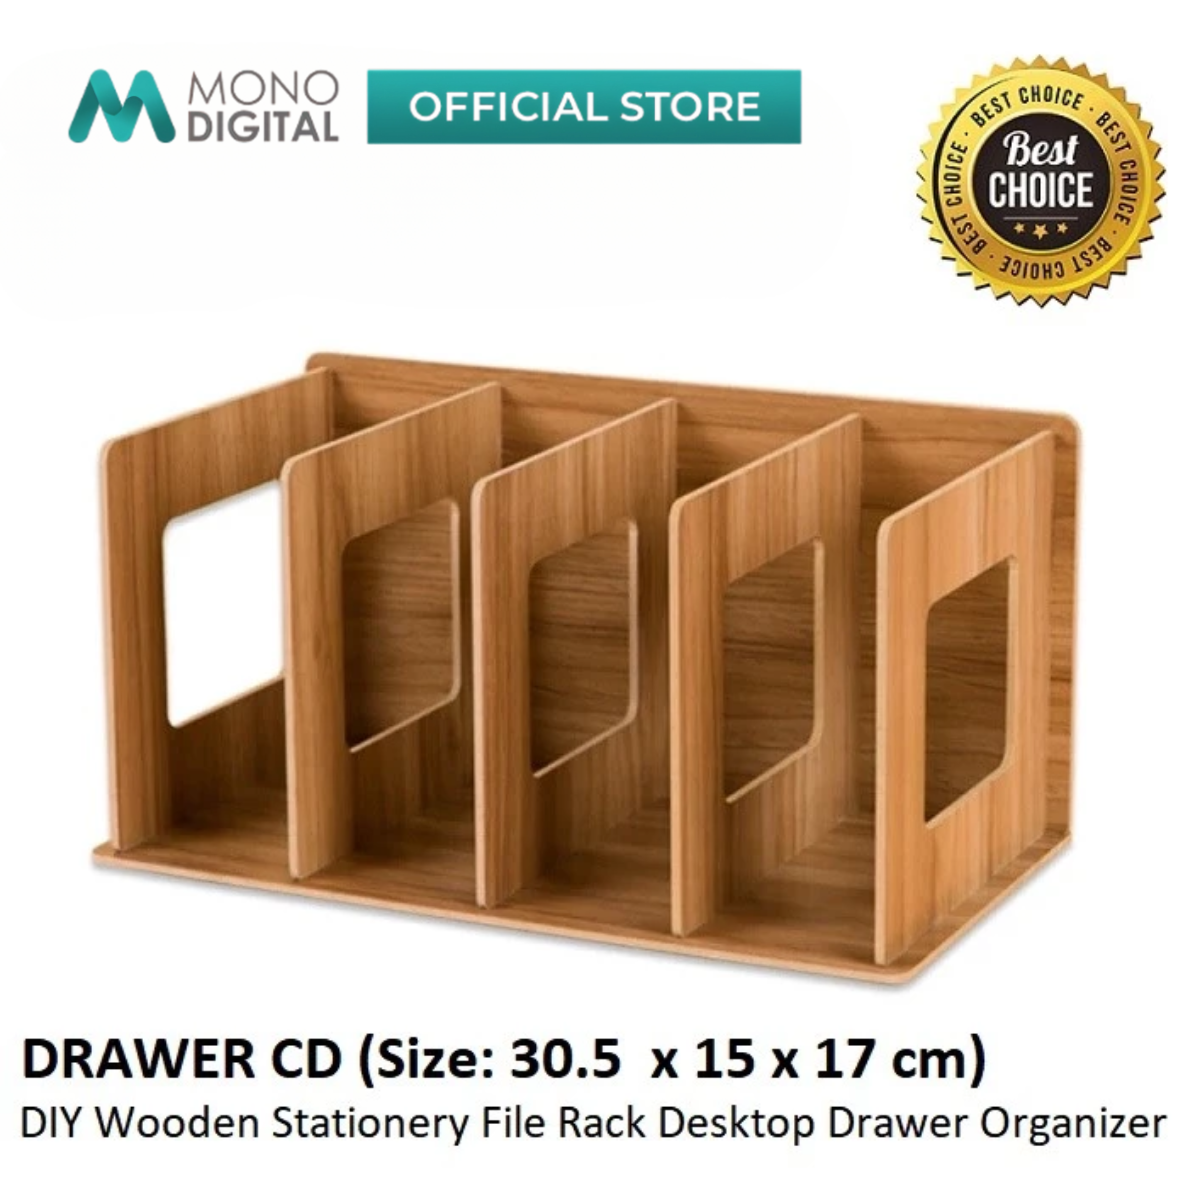 MONO
DIGITAL
OFFICIAL STORE
BEST CHOICE · BEST CHOICE · BEST CHOICE · BEST CHOICE ·
Best
CHOICE
DRAWER CD (Size: 30.5 x 15 x 17 cm)
DIY Wooden Stationery File Rack Desktop Drawer Organizer